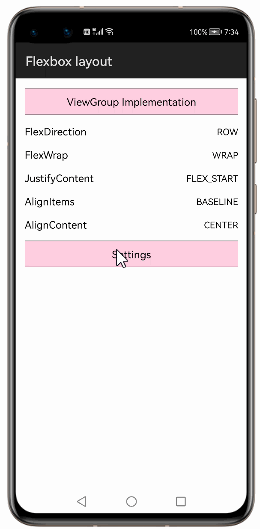 100% 7:34
Flexbox layout
ViewGroup Implementation
FlexDirection ROW
FlexWrap WRAP
JustifyContent FLEX_START
AlignItems BASELINE
AlignContent CENTER
Settings